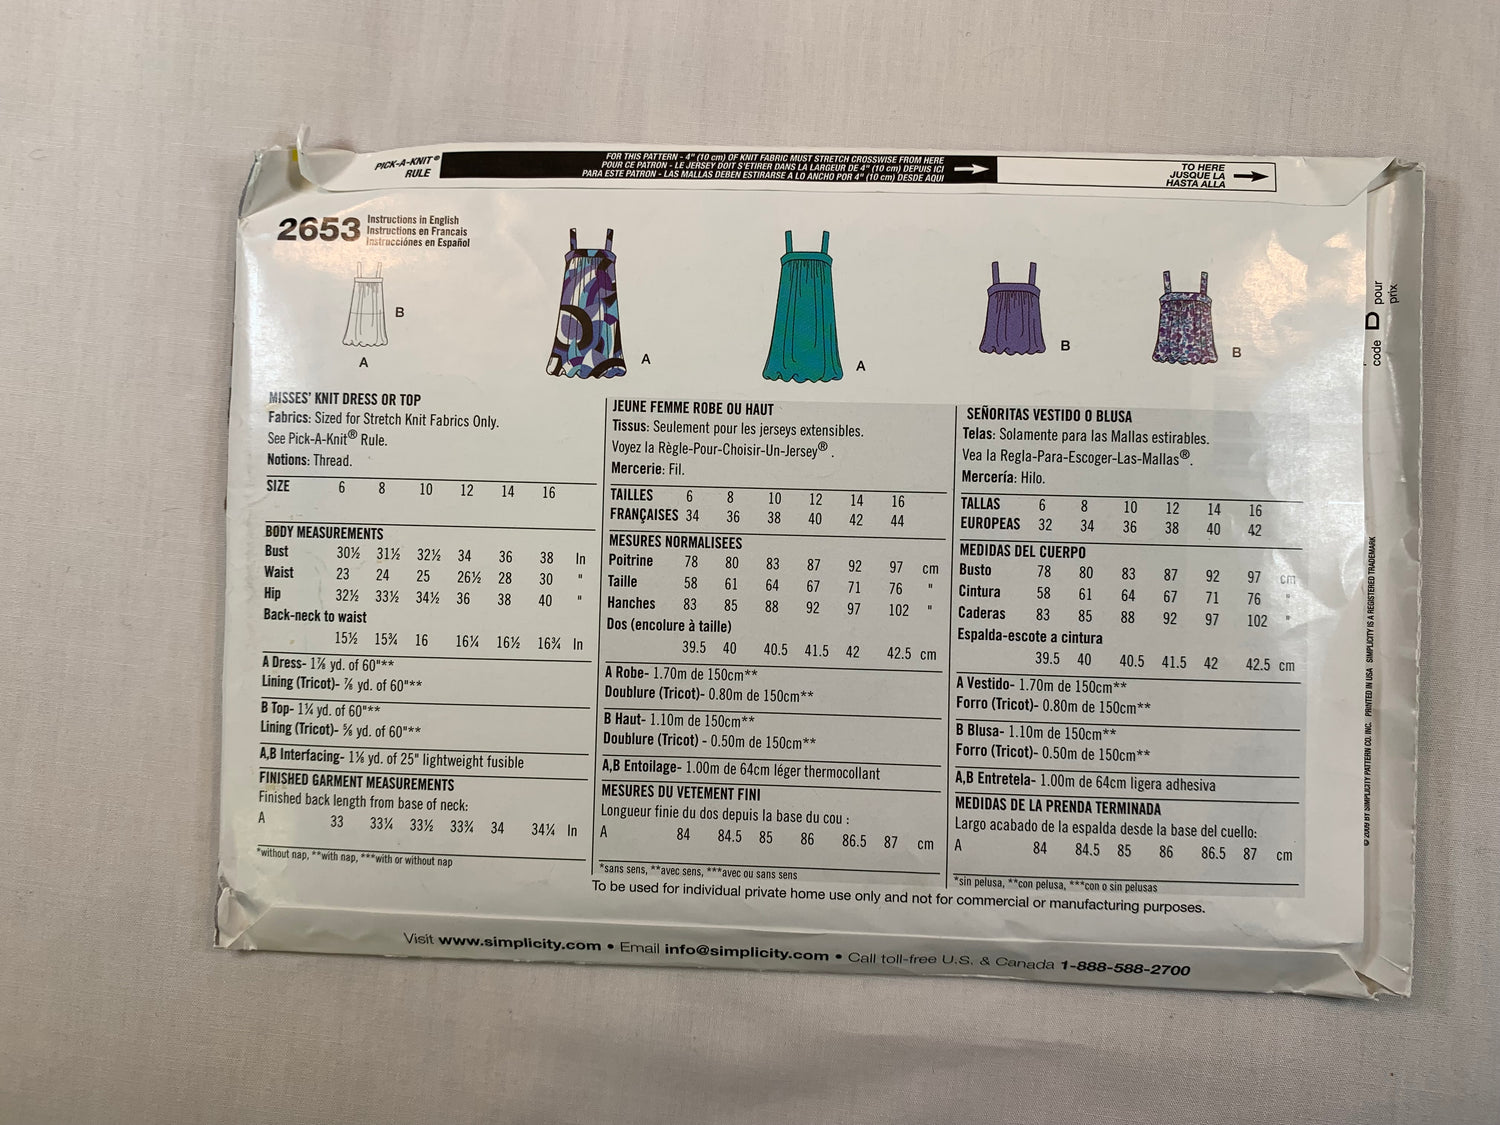 PICK-A-KNIT®
RULE
FOR THIS PATTERN - 4" (10 cm) OF KNIT FABRIC MUST STRETCH CROSSWISE FROM HERE
POUR CE PATRON - LE JERSEY DOIT S'ETIRER DANS LA LARGEUR DE 4" (10 cm) DEPUIS ICI
PARA ESTE PATRON - LAS MALLAS DEBEN ESTIRARSE A LO ANCHO POR 4" (10 cm) DESDE AQUI
TO HERE
JUSQUE LA
HASTA ALLA
2653
Instructions in English
Instructions en Francais
Instrucciónes en Español
B
A
A
A
B
B
code B pour
prix
MISSES' KNIT DRESS OR TOP
Fabrics: Sized for Stretch Knit Fabrics Only.
See Pick-A-Knit® Rule.
Notions: Thread.
SIZE 6 8 10 12 14 16
BODY MEASUREMENTS
Bust 30½ 31½ 32½ 34 36 38 In
Waist 23 24 25 26½ 28 30 "
Hip 32½ 33½ 34½ 36 38 40 "
Back-neck to waist
15½ 15¾ 16 16¼ 16½ 16¾ In
A Dress- 1⅞ yd. of 60"**
Lining (Tricot)- ⅞ yd. of 60"**
B Top- 1¼ yd. of 60"**
Lining (Tricot)- ⅝ yd. of 60"**
A,B Interfacing- 1⅛ yd. of 25" lightweight fusible
FINISHED GARMENT MEASUREMENTS
Finished back length from base of neck:
A 33 33¼ 33½ 33¾ 34 34¼ In
*without nap, **with nap, ***with or without nap
JEUNE FEMME ROBE OU HAUT
Tissus: Seulement pour les jerseys extensibles.
Voyez la Règle-Pour-Choisir-Un-Jersey®.
Mercerie: Fil.
TAILLES 6 8 10 12 14 16
FRANÇAISES 34 36 38 40 42 44
MESURES NORMALISEES
Poitrine 78 80 83 87 92 97 cm
Taille 58 61 64 67 71 76 "
Hanches 83 85 88 92 97 102 "
Dos (encolure à taille)
39.5 40 40.5 41.5 42 42.5 cm
A Robe- 1.70m de 150cm**
Doublure (Tricot)- 0.80m de 150cm**
B Haut- 1.10m de 150cm**
Doublure (Tricot) - 0.50m de 150cm**
A,B Entoilage- 1.00m de 64cm léger thermocollant
MESURES DU VETEMENT FINI
Longueur finie du dos depuis la base du cou :
A 84 84.5 85 86 86.5 87 cm
*sans sens, **avec sens, ***avec ou sans sens
SEÑORITAS VESTIDO O BLUSA
Telas: Solamente para las Mallas estirables.
Vea la Regla-Para-Escoger-Las-Mallas®.
Mercería: Hilo.
TALLAS 6 8 10 12 14 16
EUROPEAS 32 34 36 38 40 42
MEDIDAS DEL CUERPO
Busto 78 80 83 87 92 97 cm
Cintura 58 61 64 67 71 76 "
Caderas 83 85 88 92 97 102 "
Espalda-escote a cintura
39.5 40 40.5 41.5 42 42.5 cm
A Vestido- 1.70m de 150cm**
Forro (Tricot)- 0.80m de 150cm**
B Blusa- 1.10m de 150cm**
Forro (Tricot)- 0.50m de 150cm**
A,B Entretela- 1.00m de 64cm ligera adhesiva
MEDIDAS DE LA PRENDA TERMINADA
Largo acabado de la espalda desde la base del cuello:
A 84 84.5 85 86 86.5 87 cm
*sin pelusa, **con pelusa, ***con o sin pelusas
To be used for individual private home use only and not for commercial or manufacturing purposes.
© 2009 BY SIMPLICITY PATTERN CO. INC. PRINTED IN USA SIMPLICITY IS A REGISTERED TRADEMARK
Visit www.simplicity.com • Email info@simplicity.com • Call toll-free U.S. & Canada 1-888-588-2700